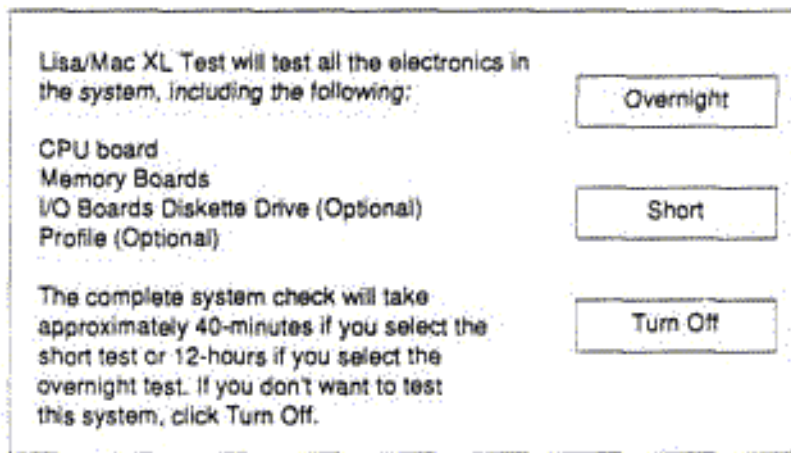 Lisa/Mac XL Test will test all the electronics in
the system, including the following:
Overnight
CPU board
Memory Boards
I/O Boards Diskette Drive (Optional)
Short
Profile (Optional)
The complete system check will take
approximately 40-minutes if you select the
Turn Off
short test or 12-hours if you select the
overnight test. If you don't want to test
this system, click Turn Off.